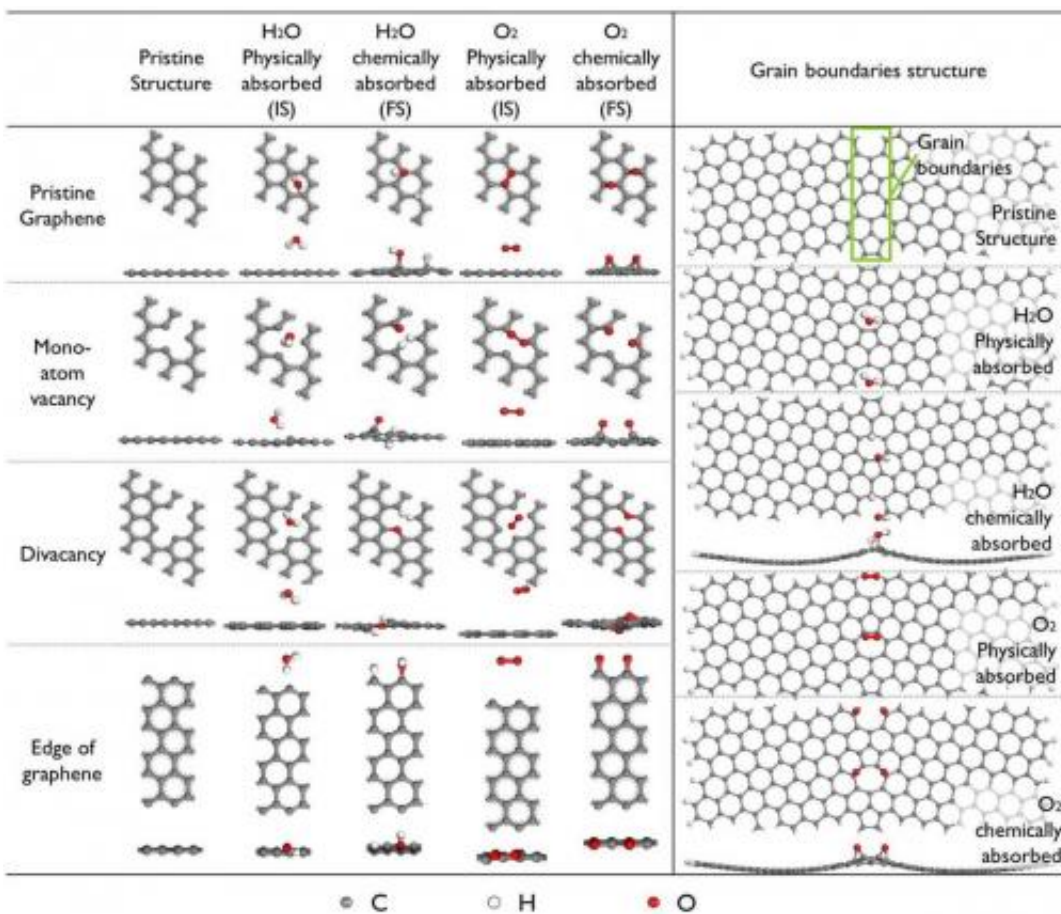 Pristine
Structure
H₂O
Physically
absorbed
(IS)
H₂O
chemically
absorbed
(FS)
O₂
Physically
absorbed
(IS)
O₂
chemically
absorbed
(FS)
Grain boundaries structure
Pristine
Graphene
Mono-
atom
vacancy
Divacancy
Edge of
graphene
Grain
boundaries
Pristine
Structure
H₂O
Physically
absorbed
H₂O
chemically
absorbed
O₂
Physically
absorbed
O₂
chemically
absorbed
C H O